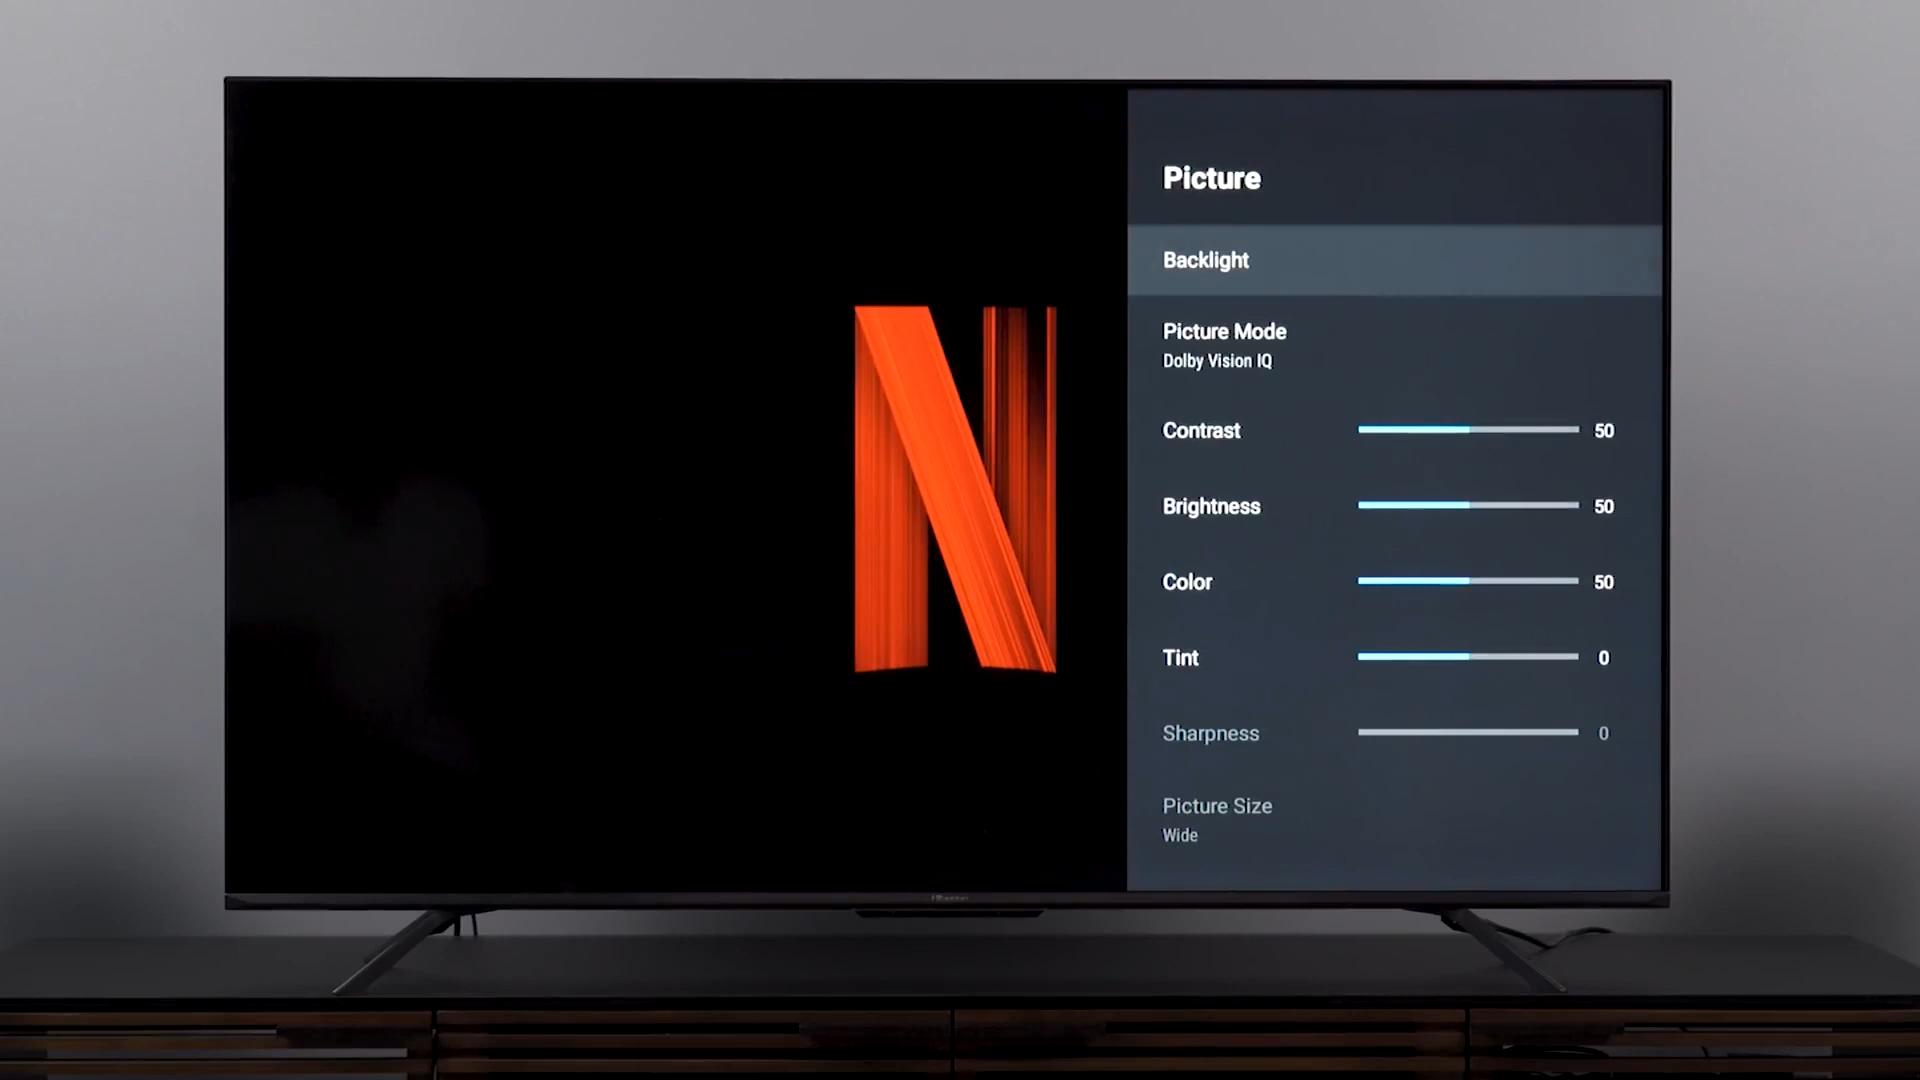 Picture
Backlight
Picture Mode
Dolby Vision IQ
Contrast 50
Brightness 50
Color 50
Tint 0
Sharpness 0
Picture Size
Wide
N
Hisense